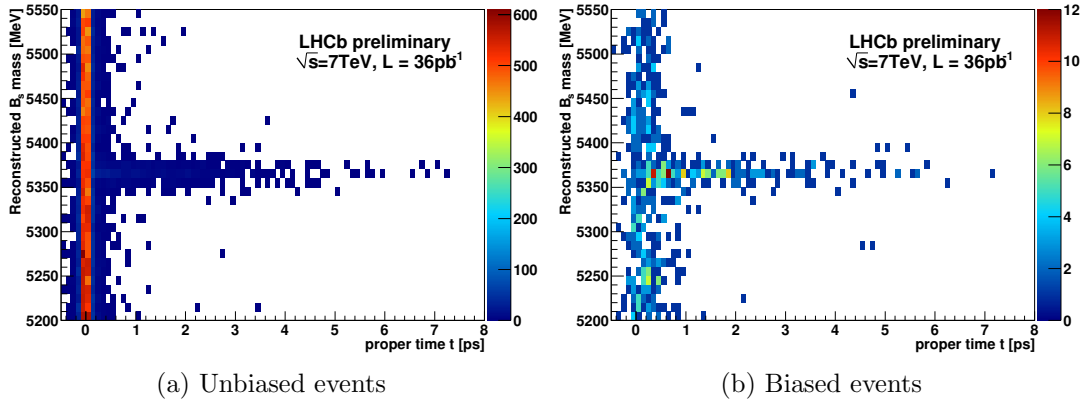 LHCb preliminary
√s=7TeV, L = 36pb⁻¹
Reconstructed Bₛ mass [MeV]
5550
5500
5450
5400
5350
5300
5250
5200
0 1 2 3 4 5 6 7 8
proper time t [ps]
600
500
400
300
200
100
0
(a) Unbiased events
LHCb preliminary
√s=7TeV, L = 36pb⁻¹
Reconstructed Bₛ mass [MeV]
5550
5500
5450
5400
5350
5300
5250
5200
0 1 2 3 4 5 6 7 8
proper time t [ps]
12
10
8
6
4
2
0
(b) Biased events